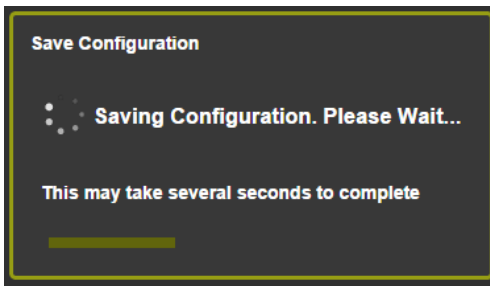 Save Configuration
Saving Configuration. Please Wait...
This may take several seconds to complete